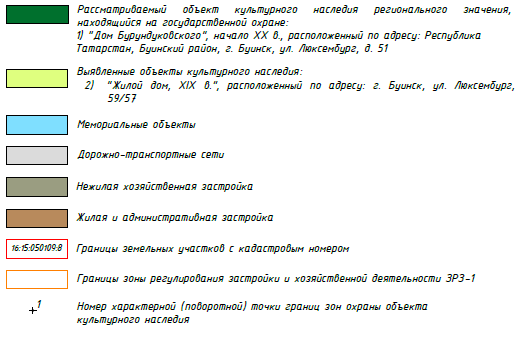 Рассматриваемый объект культурного наследия регионального значения,
находящийся на государственной охране:
1) "Дом Бурундуковского", начало XX в., расположенный по адресу: Республика
Татарстан, Буинский район, г. Буинск, ул. Люксембург, д. 51
Выявленные объекты культурного наследия:
2) "Жилой дом, XIX в.", расположенный по адресу: г. Буинск, ул. Люксембург,
59/57
Мемориальные объекты
Дорожно-транспортные сети
Нежилая хозяйственная застройка
Жилая и административная застройка
16:15:050109:8 Границы земельных участков с кадастровым номером
Границы зоны регулирования застройки и хозяйственной деятельности ЗРЗ-1
1 Номер характерной (поворотной) точки границ зон охраны объекта
культурного наследия